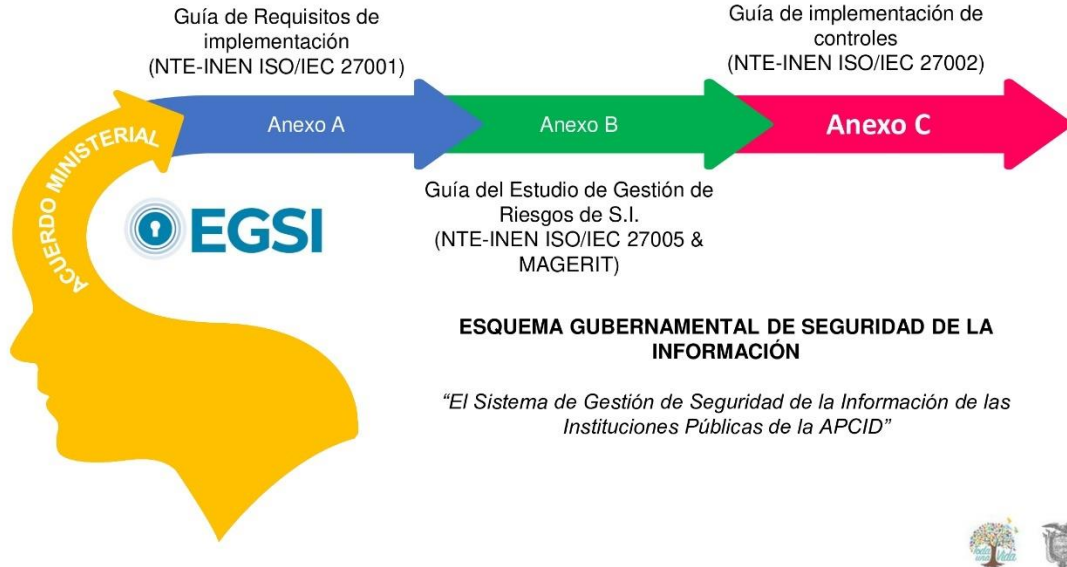 Guía de Requisitos de
implementación
(NTE-INEN ISO/IEC 27001)
Guía de implementación de
controles
(NTE-INEN ISO/IEC 27002)
ACUERDO MINISTERIAL
Anexo A
Anexo B
Anexo C
EGSI
Guía del Estudio de Gestión de
Riesgos de S.I.
(NTE-INEN ISO/IEC 27005 &
MAGERIT)
ESQUEMA GUBERNAMENTAL DE SEGURIDAD DE LA
INFORMACIÓN
“El Sistema de Gestión de Seguridad de la Información de las
Instituciones Públicas de la APCID”
Toda
una Vida